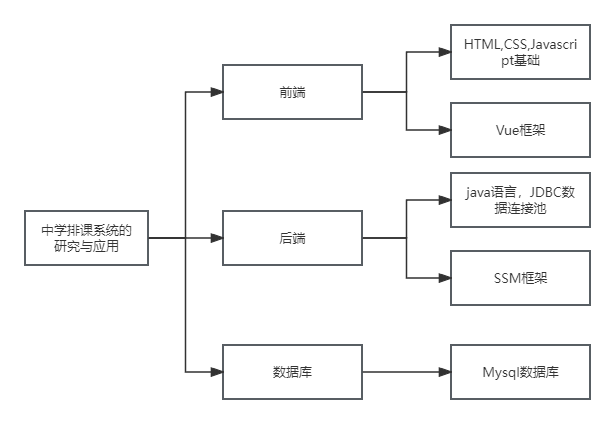 HTML,CSS,Javascri
pt基础
前端
Vue框架
java语言，JDBC数
据连接池
中学排课系统的
研究与应用
后端
SSM框架
数据库
Mysql数据库